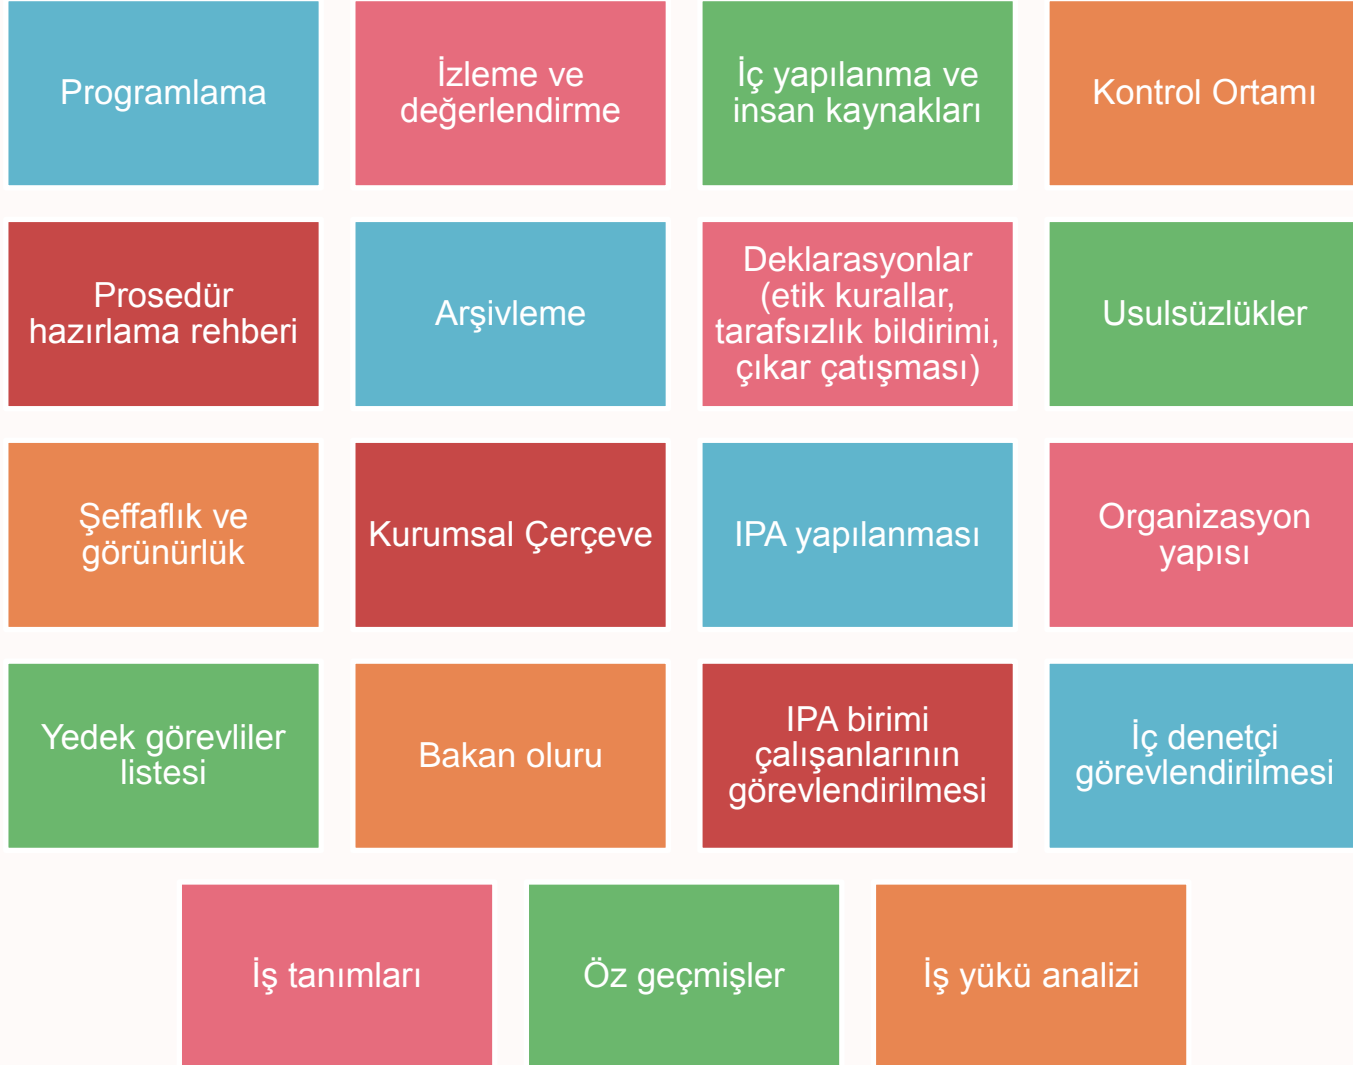 Programlama
İzleme ve
değerlendirme
İç yapılanma ve
insan kaynakları
Kontrol Ortamı
Prosedür
hazırlama rehberi
Arşivleme
Deklarasyonlar
(etik kurallar,
tarafsızlık bildirimi,
çıkar çatışması)
Usulsüzlükler
Şeffaflık ve
görünürlük
Kurumsal Çerçeve
IPA yapılanması
Organizasyon
yapısı
Yedek görevliler
listesi
Bakan oluru
IPA birimi
çalışanlarının
görevlendirilmesi
İç denetçi
görevlendirilmesi
İş tanımları
Öz geçmişler
İş yükü analizi